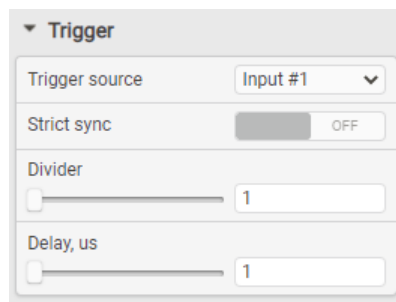 Trigger
Trigger source Input #1
Strict sync OFF
Divider
1
Delay, us
1